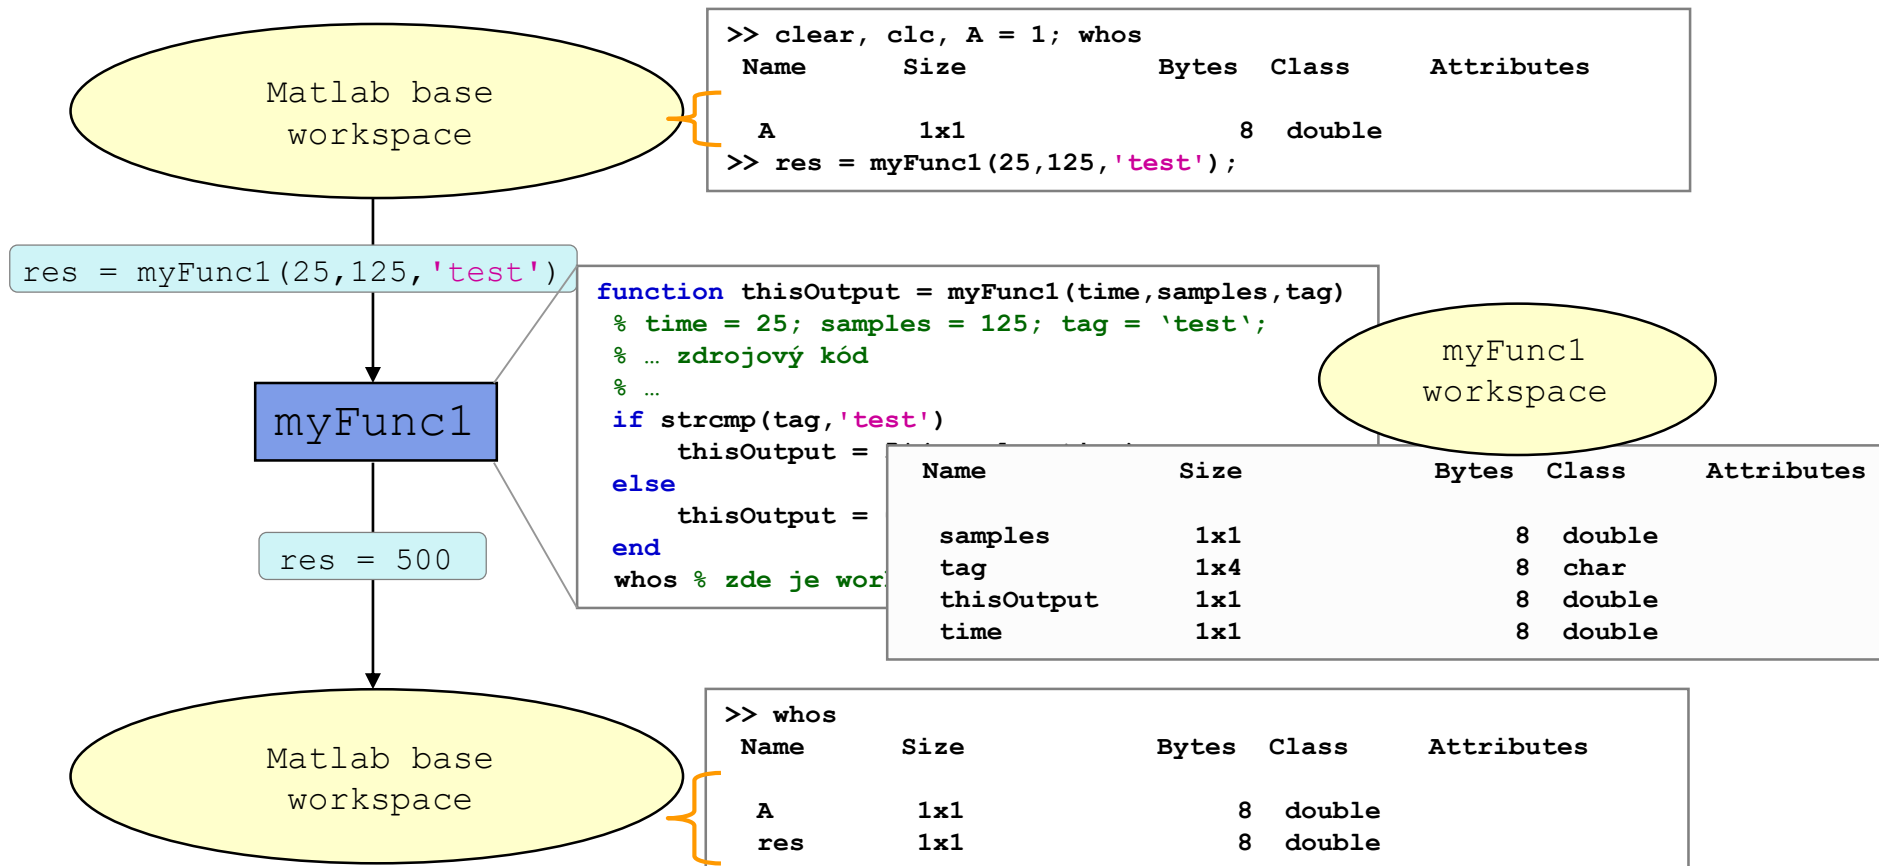 Matlab base
workspace
>> clear, clc, A = 1; whos
Name Size Bytes Class Attributes
A 1x1 8 double
>> res = myFunc1(25,125,'test');
res = myFunc1(25,125,'test')
function thisOutput = myFunc1(time,samples,tag)
% time = 25; samples = 125; tag = ‘test‘;
% … zdrojový kód
% …
if strcmp(tag,'test')
thisOutput =
else
thisOutput =
end
whos % zde je
myFunc1
workspace
Name Size Bytes Class Attributes
samples 1x1 8 double
tag 1x4 8 char
thisOutput 1x1 8 double
time 1x1 8 double
myFunc1
res = 500
Matlab base
workspace
>> whos
Name Size Bytes Class Attributes
A 1x1 8 double
res 1x1 8 double